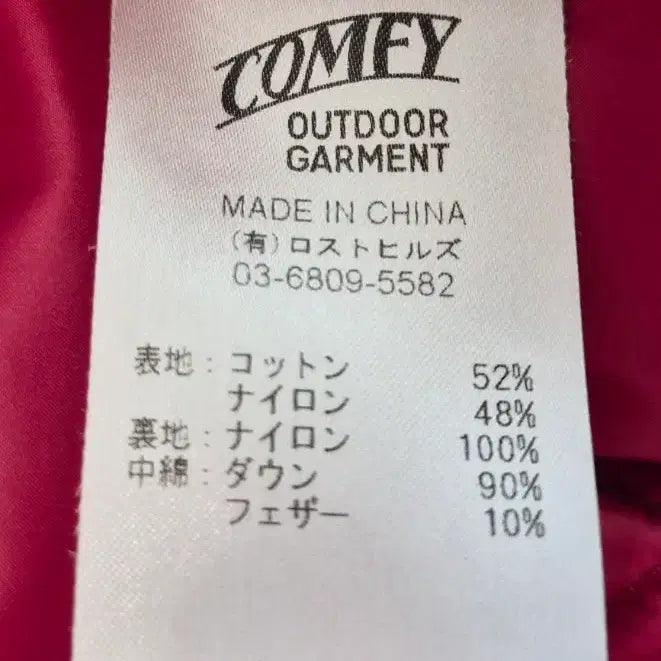 COMFY
OUTDOOR
GARMENT
MADE IN CHINA
(有)ロストヒルズ
03-6809-5582
表地:コットン 52%
ナイロン 48%
裏地:ナイロン 100%
中綿:ダウン 90%
フェザー 10%